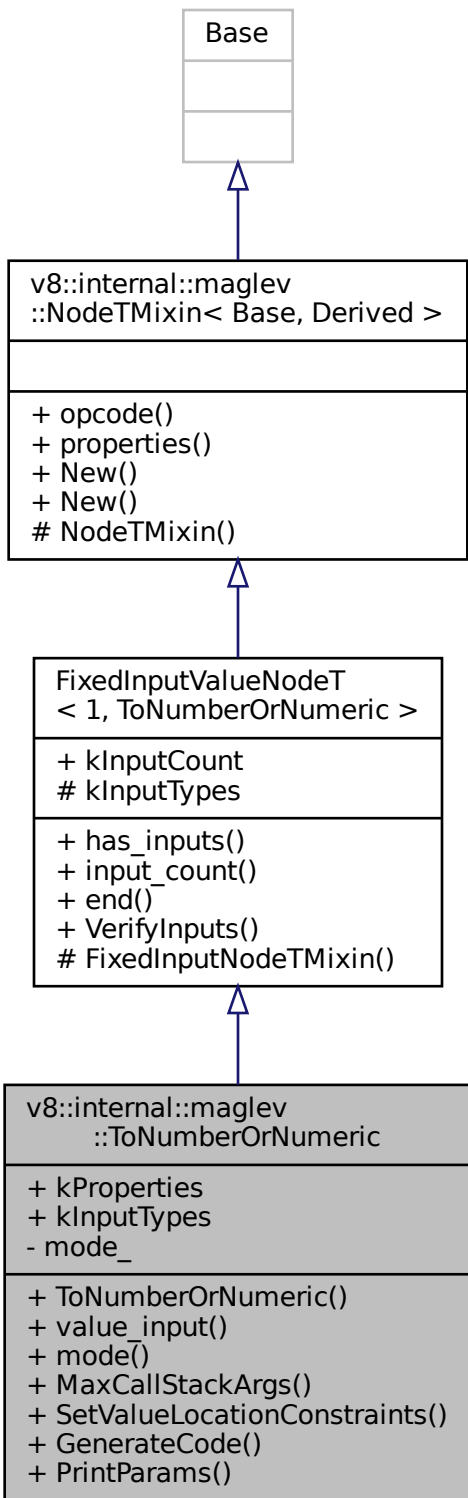 Base
v8::internal::maglev
::NodeTMixin< Base, Derived >
+ opcode()
+ properties()
+ New()
+ New()
# NodeTMixin()
FixedInputValueNodeT
< 1, ToNumberOrNumeric >
+ kInputCount
# kInputTypes
+ has_inputs()
+ input_count()
+ end()
+ VerifyInputs()
# FixedInputNodeTMixin()
v8::internal::maglev
::ToNumberOrNumeric
+ kProperties
+ kInputTypes
- mode_
+ ToNumberOrNumeric()
+ value_input()
+ mode()
+ MaxCallStackArgs()
+ SetValueLocationConstraints()
+ GenerateCode()
+ PrintParams()